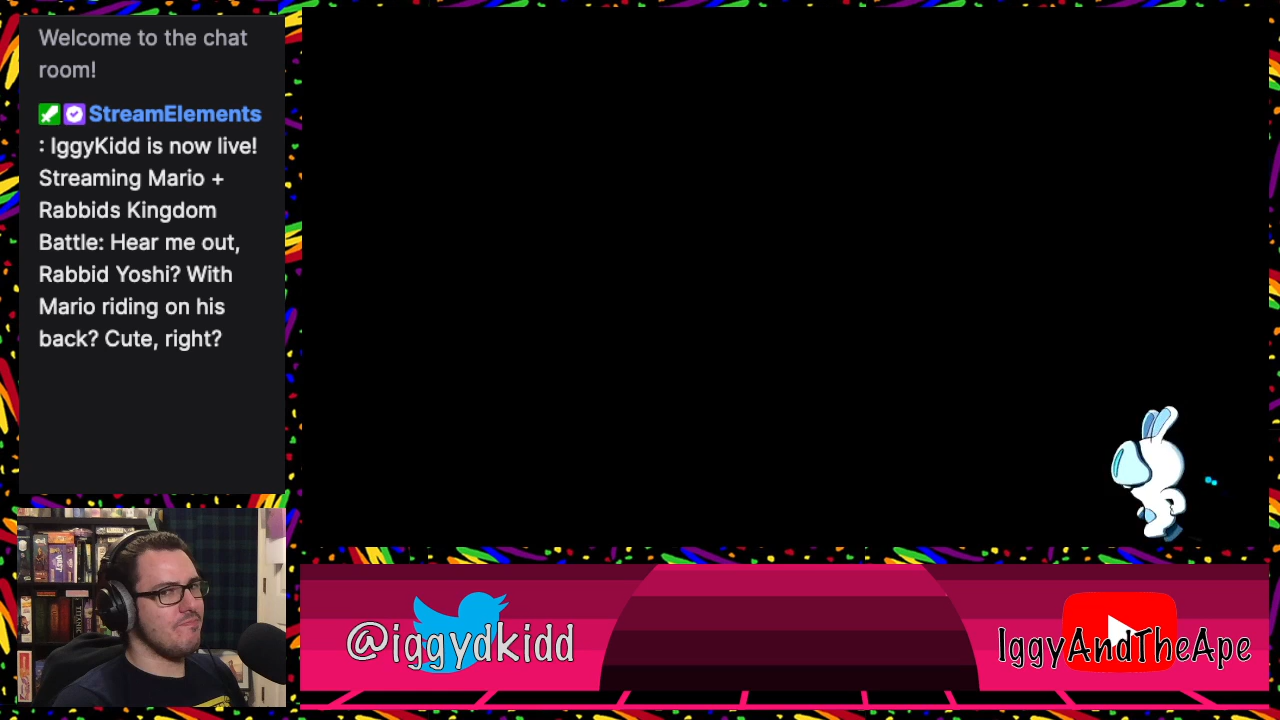 Welcome to the chat
room!
StreamElements
: IggyKidd is now live!
Streaming Mario +
Rabbids Kingdom
Battle: Hear me out,
Rabbid Yoshi? With
Mario riding on his
back? Cute, right?
@iggydkidd
IggyAndTheApe